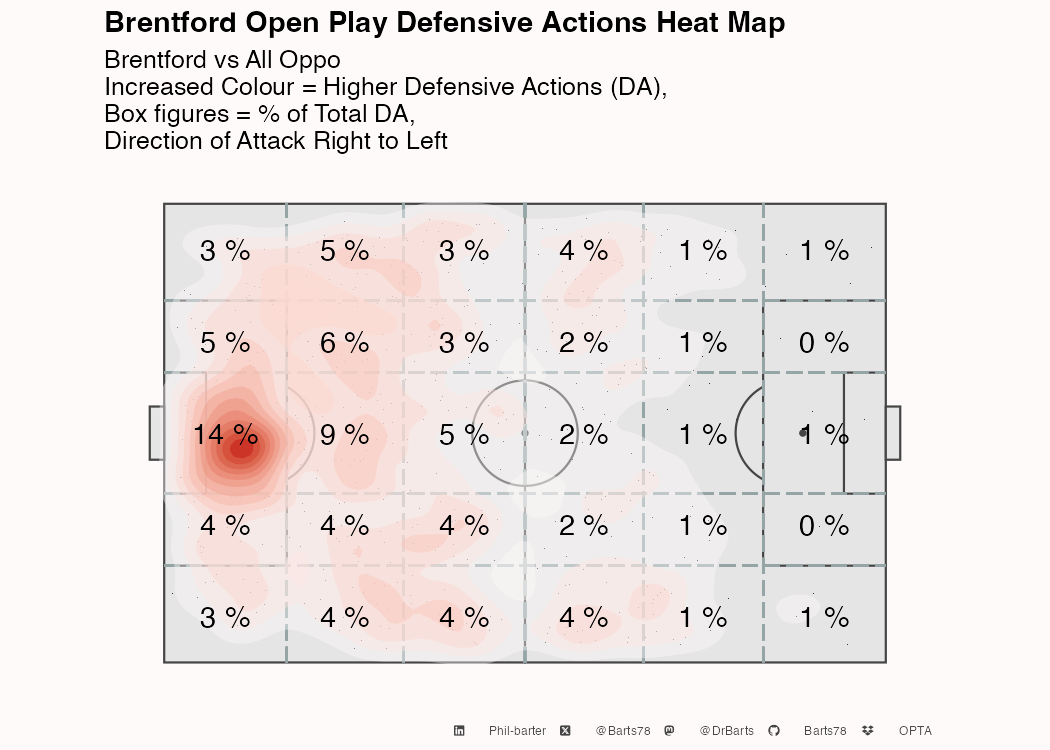 Brentford Open Play Defensive Actions Heat Map
Brentford vs All Oppo
Increased Colour = Higher Defensive Actions (DA),
Box figures = % of Total DA,
Direction of Attack Right to Left
3 % 5 % 3 % 4 % 1 % 1 %
5 % 6 % 3 % 2 % 1 % 0 %
14 % 9 % 5 % 2 % 1 % 1 %
4 % 4 % 4 % 2 % 1 % 0 %
3 % 4 % 4 % 4 % 1 % 1 %
Phil-barter @Barts78 @DrBarts Barts78 OPTA